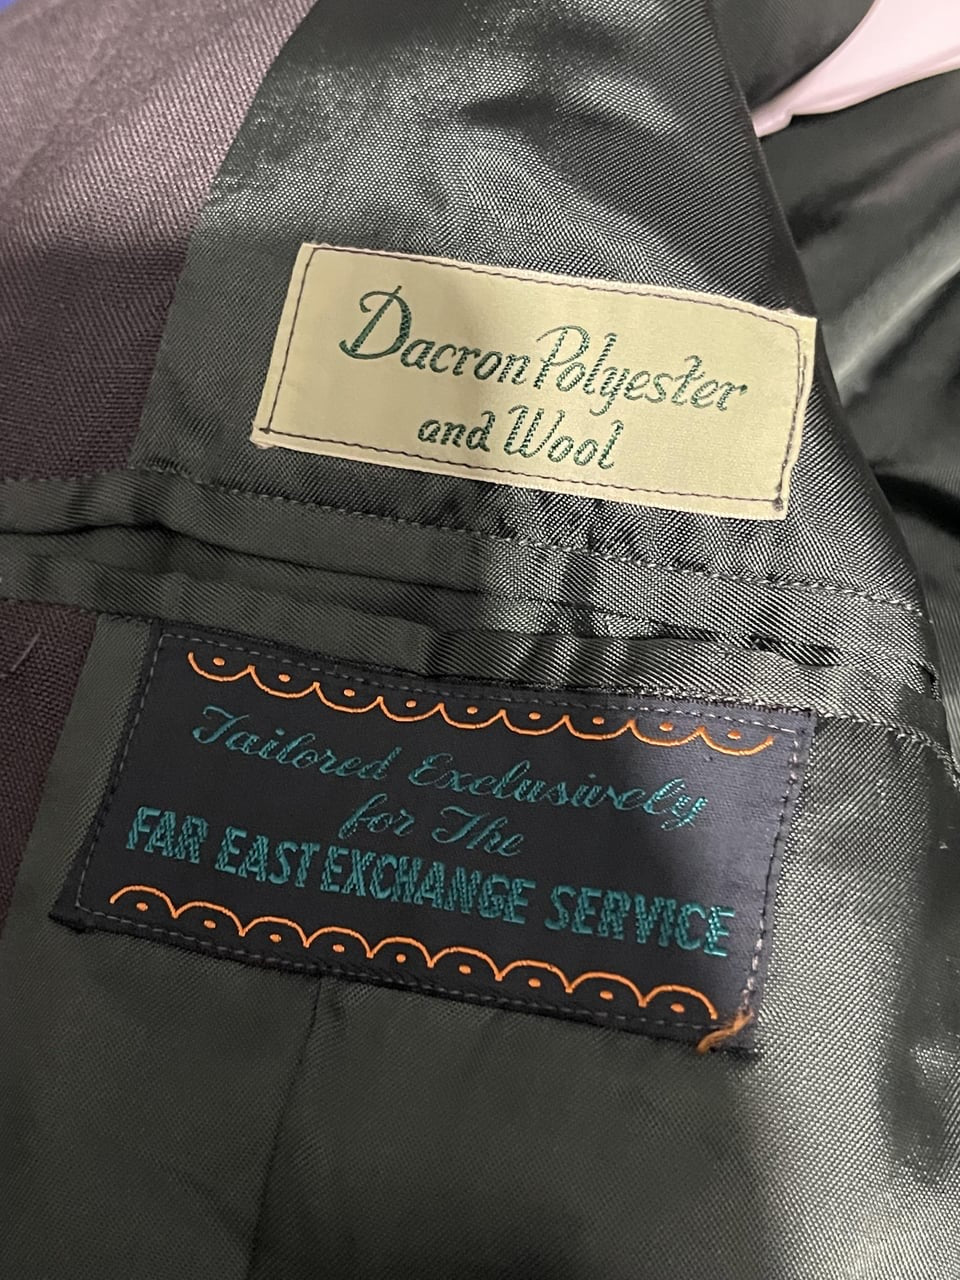 Dacron Polyester
and Wool
Tailored Exclusively
for The
FAR EAST EXCHANGE SERVICE